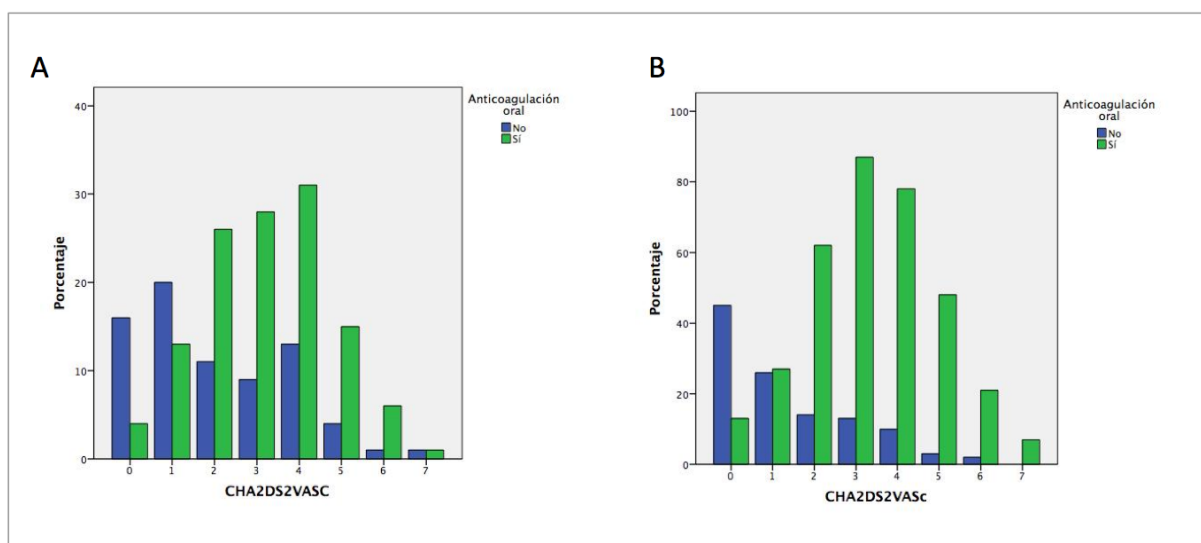 A
Anticoagulación
oral
No
Sí
40
30
20
10
0
Porcentaje
0 1 2 3 4 5 6 7
CHA2DS2VASC
B
Anticoagulación
oral
No
Sí
100
80
60
40
20
0
Porcentaje
0 1 2 3 4 5 6 7
CHA2DS2VASc